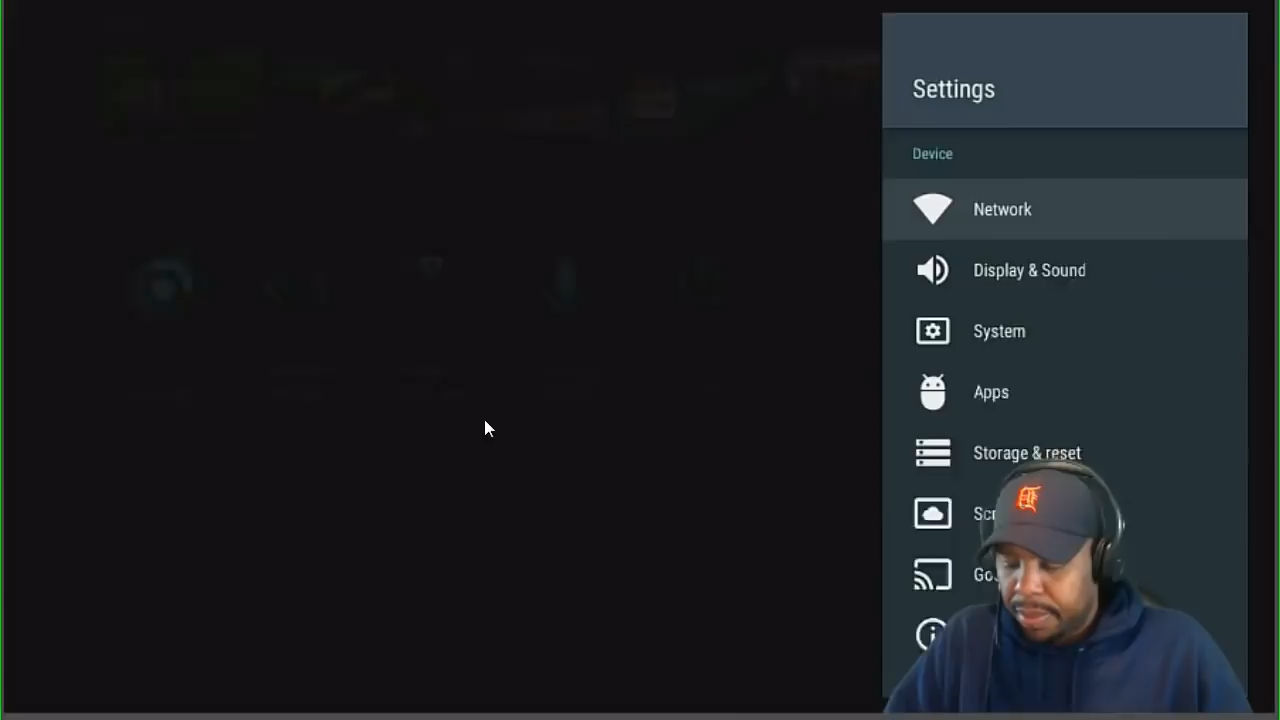 Settings
Device
Network
Display & Sound
System
Apps
Storage & reset